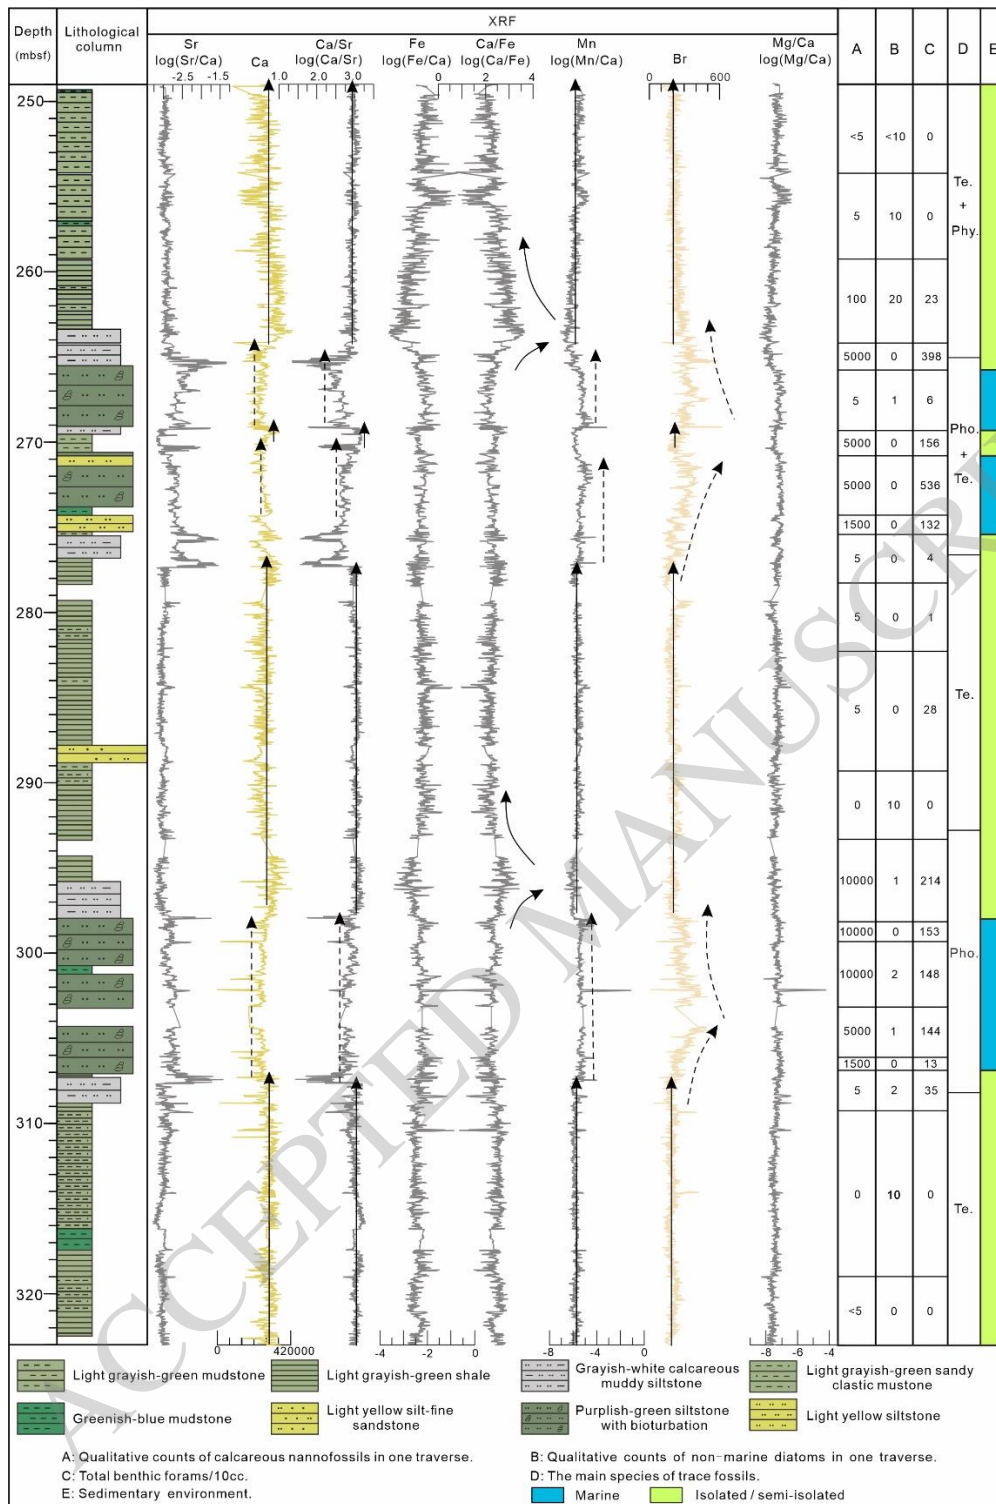 XRF
Depth
(mbsf)
Lithological
column
Sr
log(Sr/Ca)
-2.5 -1.5
Ca
Ca/Sr
log(Ca/Sr)
1.0 2.0 3.0
Fe
log(Fe/Ca)
Ca/Fe
log(Ca/Fe)
0 2 4
Mn
log(Mn/Ca)
Br
0 600
Mg/Ca
log(Mg/Ca)
A B C D E
250
260
270
280
290
300
310
320
<5 <10 0
5 10 0
100 20 23
5000 0 398
5 1 6
5000 0 156
5000 0 536
1500 0 132
5 0 4
5 0 1
5 0 28
0 10 0
10000 1 214
10000 0 153
10000 2 148
5000 1 144
1500 0 13
5 2 35
0 10 0
<5 0 0
Te.
+
Phy.
Pho.
+
Te.
Te.
Pho.
Te.
0 420000
-4 -2 0
-6 -4 -2 0
-8 -6 -4
ACCEPTED MANUSCRIPT
Light grayish-green mudstone
Light grayish-green shale
Grayish-white calcareous
muddy siltstone
Light grayish-green sandy
clastic mustone
Greenish-blue mudstone
Light yellow silt-fine
sandstone
Purplish-green siltstone
with bioturbation
Light yellow siltstone
A: Qualitative counts of calcareous nannofossils in one traverse.
B: Qualitative counts of non-marine diatoms in one traverse.
C: Total benthic forams/10cc.
D: The main species of trace fossils.
E: Sedimentary environment.
Marine
Isolated / semi-isolated